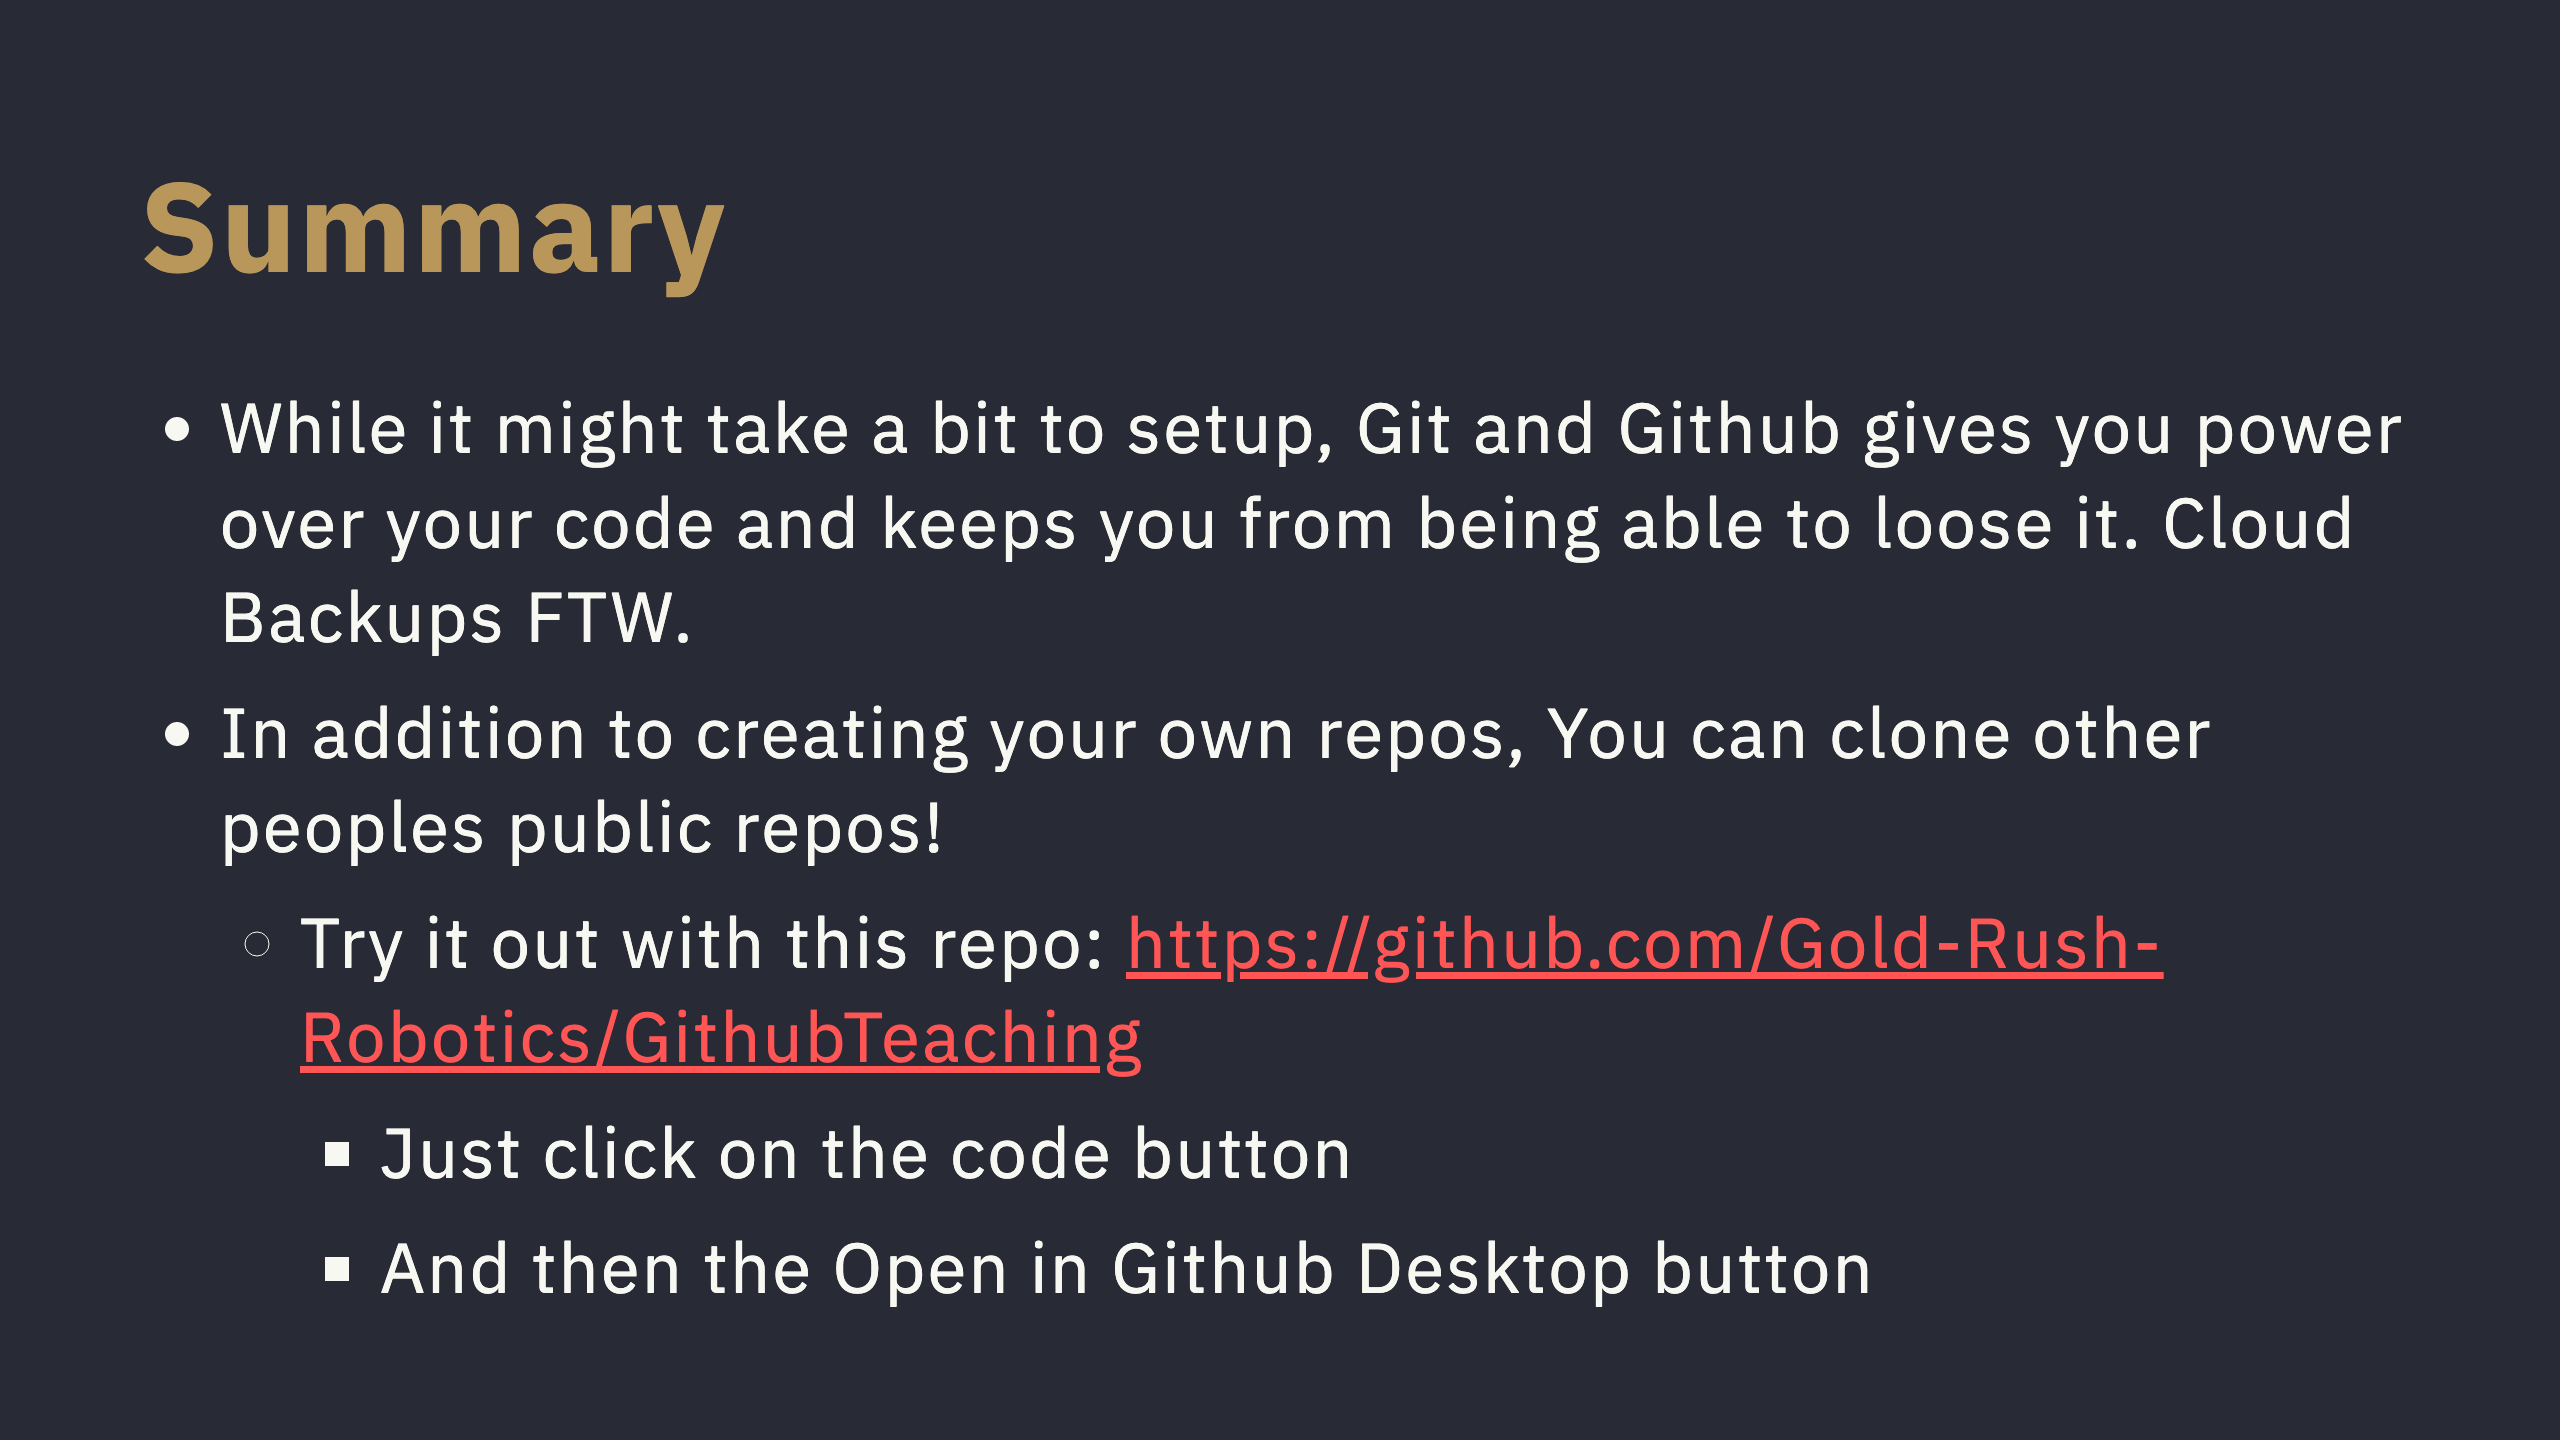 Summary
While it might take a bit to setup, Git and Github gives you power
over your code and keeps you from being able to loose it. Cloud
Backups FTW.
In addition to creating your own repos, You can clone other
peoples public repos!
Try it out with this repo: https://github.com/Gold-Rush-
Robotics/GithubTeaching
Just click on the code button
And then the Open in Github Desktop button